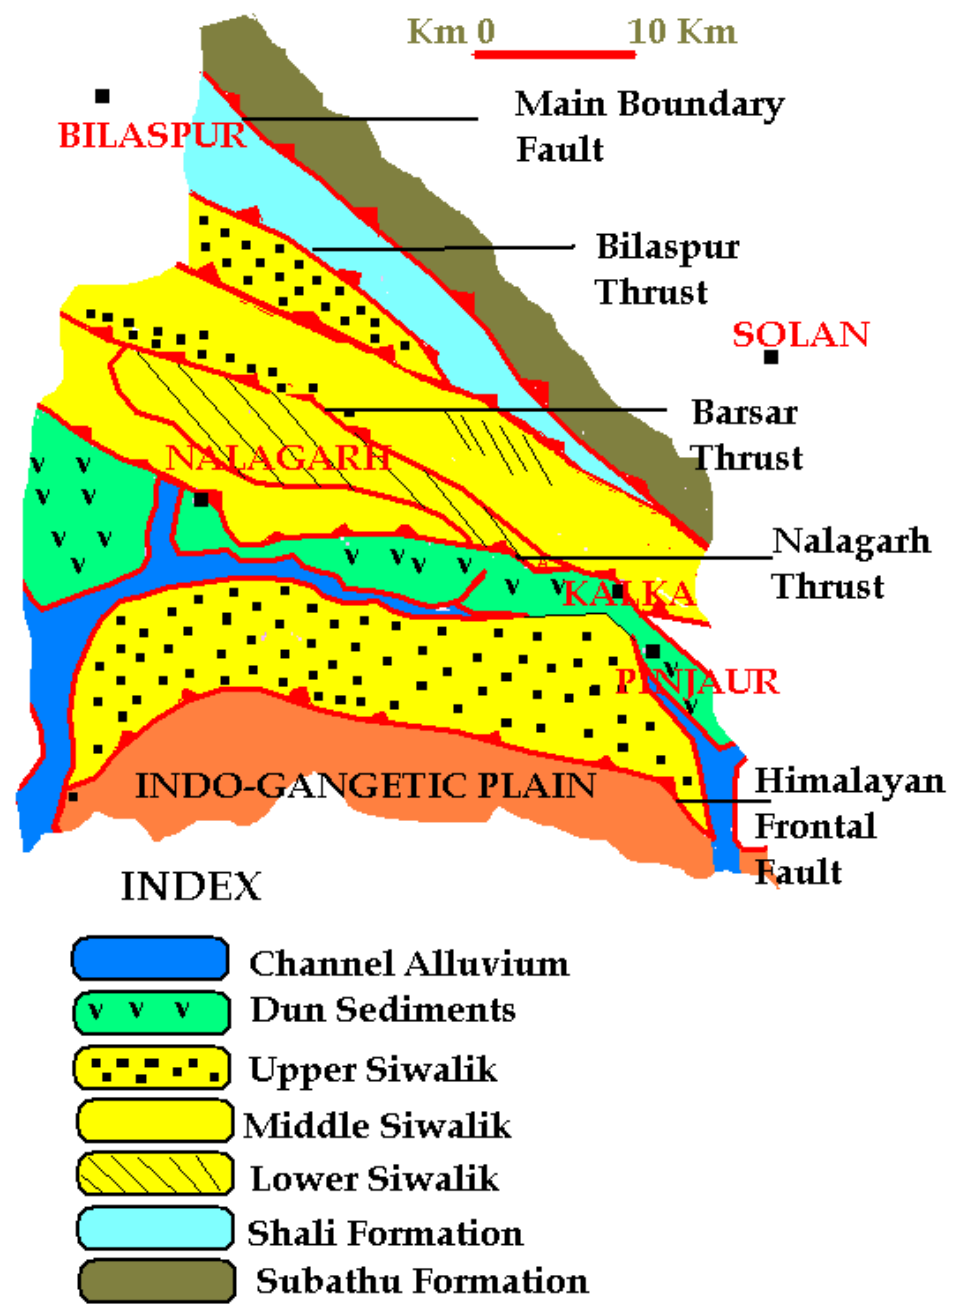 Km 0 10 Km
Main Boundary
Fault
BILASPUR
Bilaspur
Thrust
SOLAN
Barsar
Thrust
NALAGARH
Nalagarh
Thrust
KALKA
PINJAUR
INDO-GANGETIC PLAIN
Himalayan
Frontal
Fault
INDEX
Channel Alluvium
v v v
Dun Sediments
Upper Siwalik
Middle Siwalik
Lower Siwalik
Shali Formation
Subathu Formation